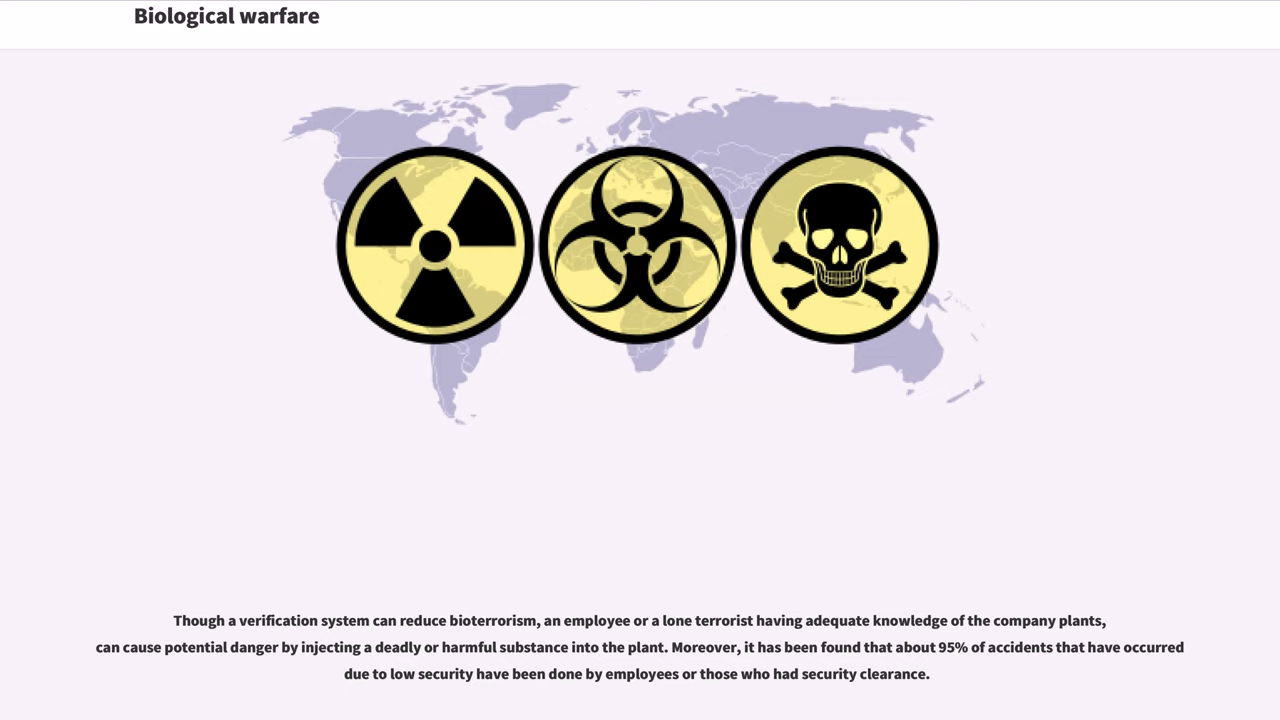 Biological warfare
Though a verification system can reduce bioterrorism, an employee or a lone terrorist having adequate knowledge of the company plants,
can cause potential danger by injecting a deadly or harmful substance into the plant. Moreover, it has been found that about 95% of accidents that have occurred
due to low security have been done by employees or those who had security clearance.